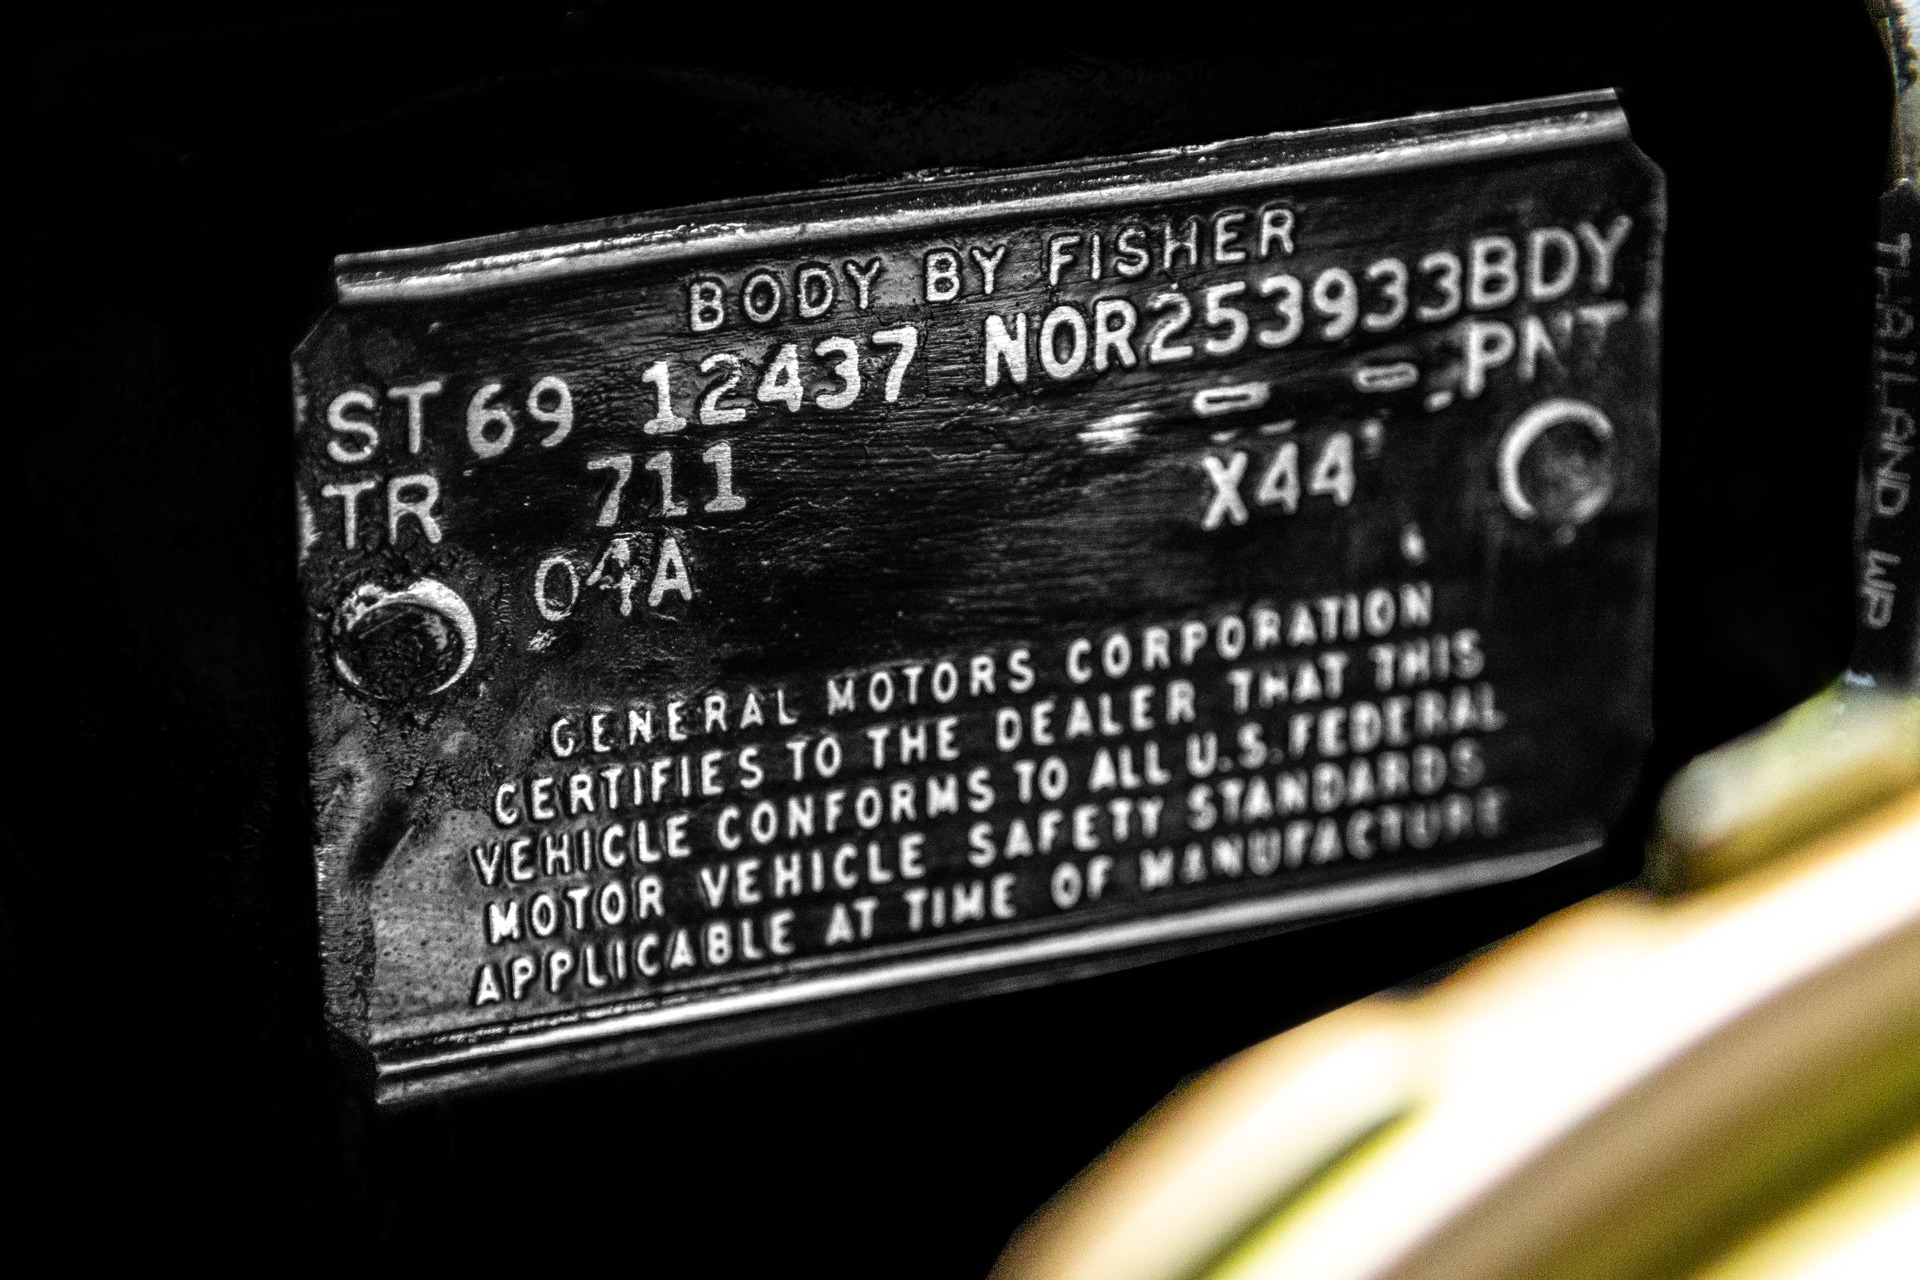 BODY BY FISHER
ST 69 12437 NOR253933BDY
TR 711 - - PNT
04A X44
GENERAL MOTORS CORPORATION
CERTIFIES TO THE DEALER THAT THIS
VEHICLE CONFORMS TO ALL U.S. FEDERAL
MOTOR VEHICLE SAFETY STANDARDS
APPLICABLE AT TIME OF MANUFACTURE
THAILAND WP